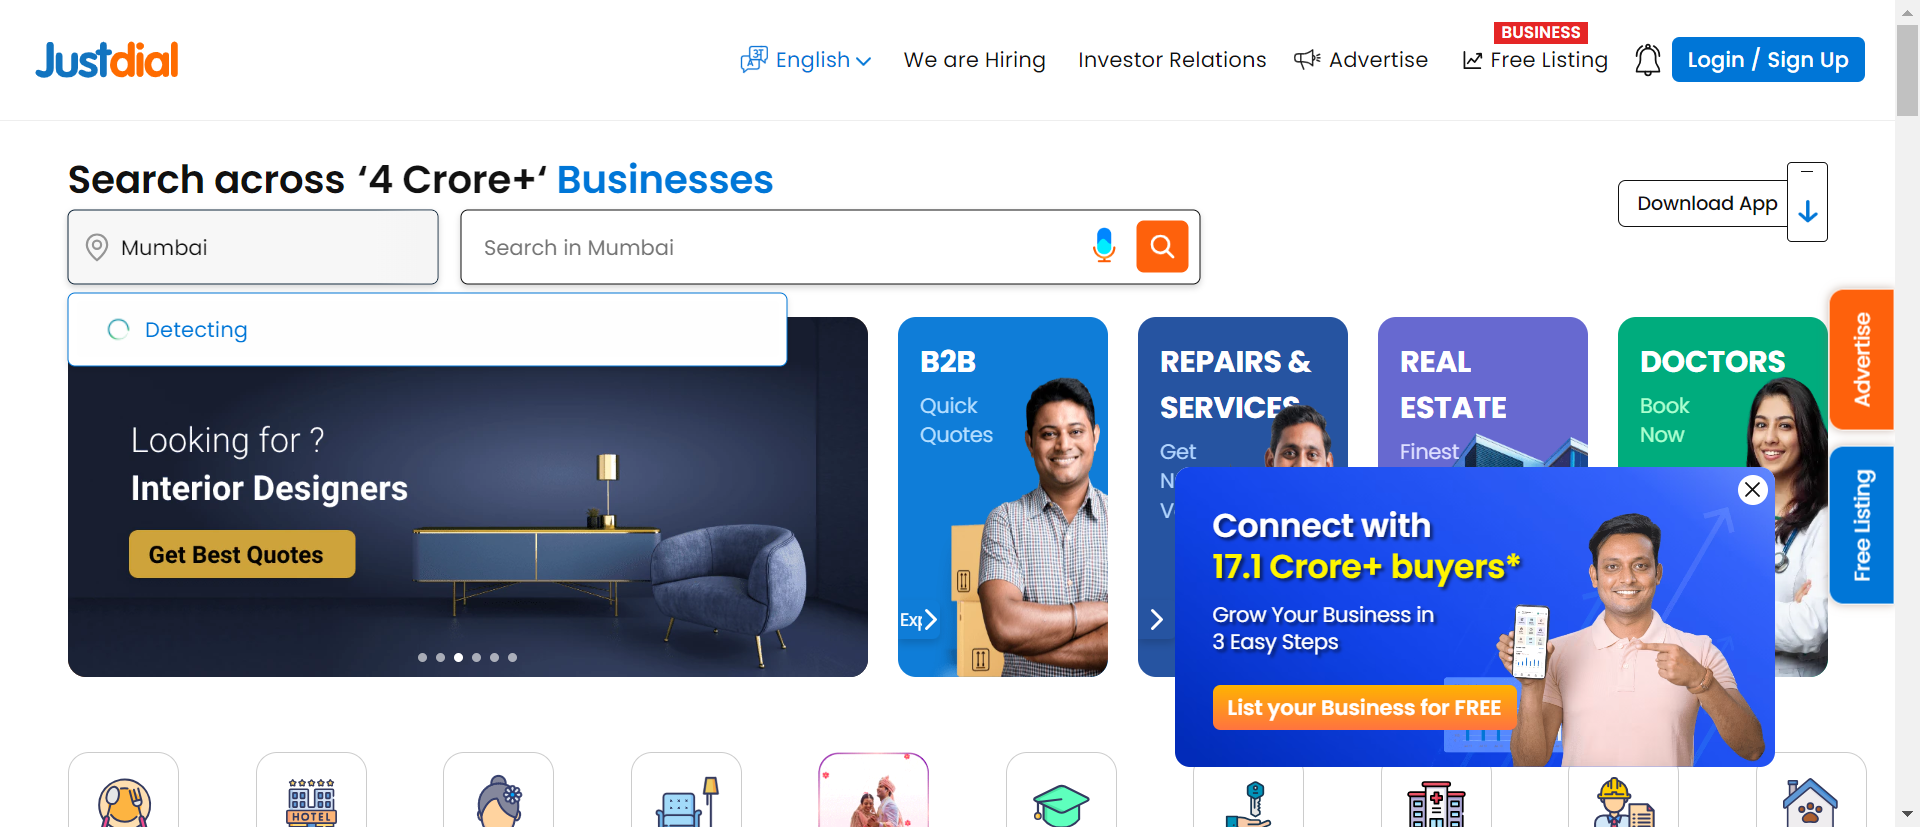 Justdial
English
We are Hiring
Investor Relations
Advertise
BUSINESS
Free Listing
Login / Sign Up
Search across ‘4 Crore+‘ Businesses
Download App
Mumbai
Search in Mumbai
Detecting
Looking for ?
Interior Designers
Get Best Quotes
B2B
Quick
Quotes
REPAIRS &
SERVICES
Get
REAL
ESTATE
Finest
DOCTORS
Book
Now
Advertise
Free Listing
Connect with
17.1 Crore+ buyers*
Grow Your Business in
3 Easy Steps
List your Business for FREE
HOTEL